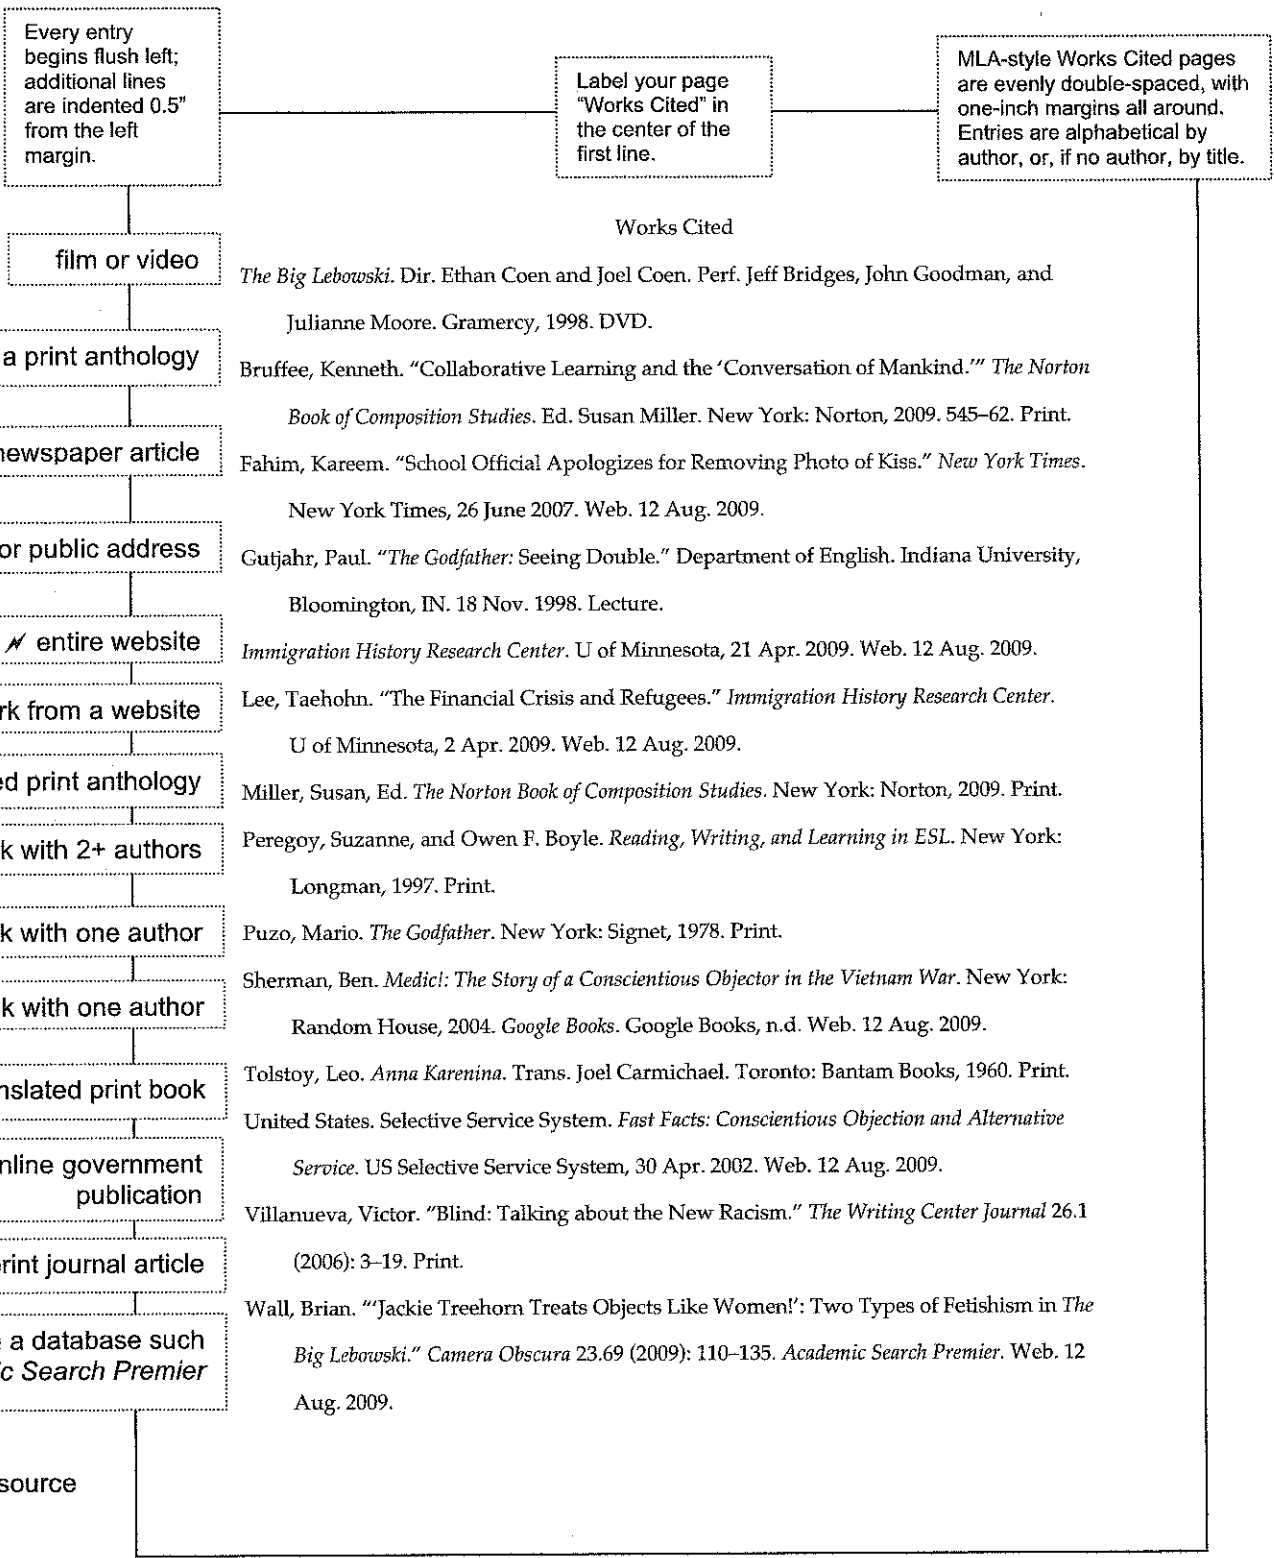 Every entry
begins flush left;
additional lines
are indented 0.5"
from the left
margin.
Label your page
"Works Cited" in
the center of the
first line.
MLA-style Works Cited pages
are evenly double-spaced, with
one-inch margins all around.
Entries are alphabetical by
author, or, if no author, by title.
Works Cited
film or video
The Big Lebowski. Dir. Ethan Coen and Joel Coen. Perf. Jeff Bridges, John Goodman, and
Julianne Moore. Gramercy, 1998. DVD.
a print anthology
Bruffee, Kenneth. "Collaborative Learning and the 'Conversation of Mankind.'" The Norton
Book of Composition Studies. Ed. Susan Miller. New York: Norton, 2009. 545–62. Print.
newspaper article
Fahim, Kareem. "School Official Apologizes for Removing Photo of Kiss." New York Times.
New York Times, 26 June 2007. Web. 12 Aug. 2009.
or public address
Gutjahr, Paul. "The Godfather: Seeing Double." Department of English. Indiana University,
Bloomington, IN. 18 Nov. 1998. Lecture.
entire website
Immigration History Research Center. U of Minnesota, 21 Apr. 2009. Web. 12 Aug. 2009.
rk from a website
Lee, Taehohn. "The Financial Crisis and Refugees." Immigration History Research Center.
U of Minnesota, 2 Apr. 2009. Web. 12 Aug. 2009.
ed print anthology
Miller, Susan, Ed. The Norton Book of Composition Studies. New York: Norton, 2009. Print.
k with 2+ authors
Peregoy, Suzanne, and Owen F. Boyle. Reading, Writing, and Learning in ESL. New York:
Longman, 1997. Print.
k with one author
Puzo, Mario. The Godfather. New York: Signet, 1978. Print.
k with one author
Sherman, Ben. Medic!: The Story of a Conscientious Objector in the Vietnam War. New York:
Random House, 2004. Google Books. Google Books, n.d. Web. 12 Aug. 2009.
nslated print book
Tolstoy, Leo. Anna Karenina. Trans. Joel Carmichael. Toronto: Bantam Books, 1960. Print.
nline government
publication
United States. Selective Service System. Fast Facts: Conscientious Objection and Alternative
Service. US Selective Service System, 30 Apr. 2002. Web. 12 Aug. 2009.
rint journal article
Villanueva, Victor. "Blind: Talking about the New Racism." The Writing Center Journal 26.1
(2006): 3–19. Print.
a database such
ic Search Premier
Wall, Brian. "'Jackie Treehorn Treats Objects Like Women!': Two Types of Fetishism in The
Big Lebowski." Camera Obscura 23.69 (2009): 110–135. Academic Search Premier. Web. 12
Aug. 2009.
source